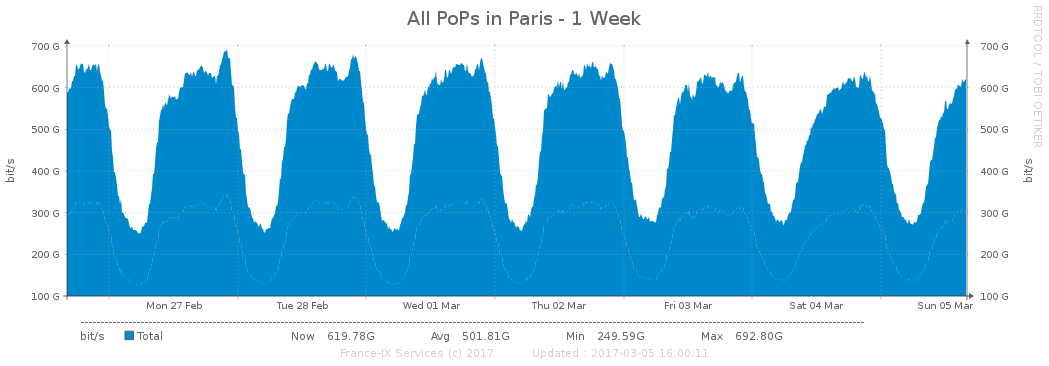 All PoPs in Paris - 1 Week
RRDTOOL / TOBI OETIKER
700 G 700 G
600 G 600 G
500 G 500 G
400 G 400 G
300 G 300 G
200 G 200 G
100 G 100 G
bit/s bit/s
Mon 27 Feb Tue 28 Feb Wed 01 Mar Thu 02 Mar Fri 03 Mar Sat 04 Mar Sun 05 Mar
bit/s Total Now 619.78G Avg 501.81G Min 249.59G Max 692.80G
France-IX Services (c) 2017 Updated : 2017-03-05 16:00:11